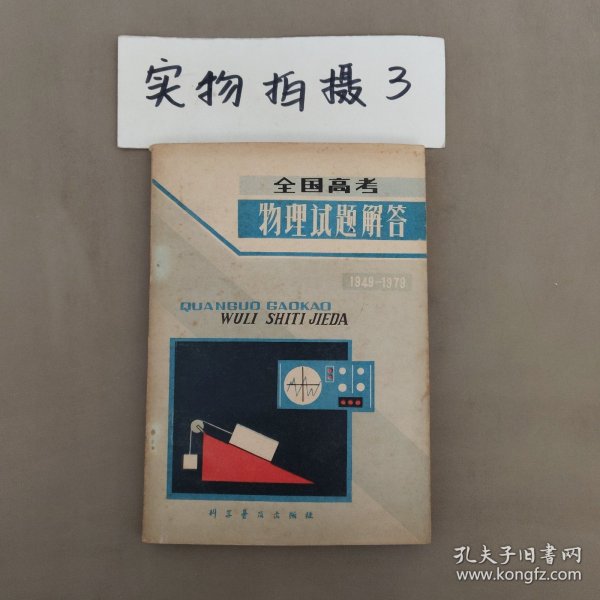 实物拍摄3
全国高考
物理试题解答
1949-1979
QUANGUO GAOKAO
WULI SHITI JIEDA
科学普及出版社
孔夫子旧书网
www.kongfz.com